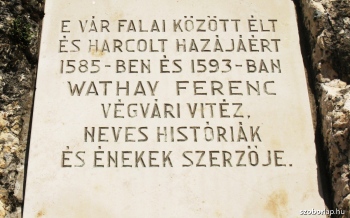 E VÁR FALAI KÖZÖTT ÉLT
ÉS HARCOLT HAZÁJÁÉRT
1585-BEN ÉS 1593-BAN
WATHAY FERENC
VÉGVÁRI VITÉZ,
NEVES HISTÓRIÁK
ÉS ÉNEKEK SZERZŐJE.
szoborlap.hu